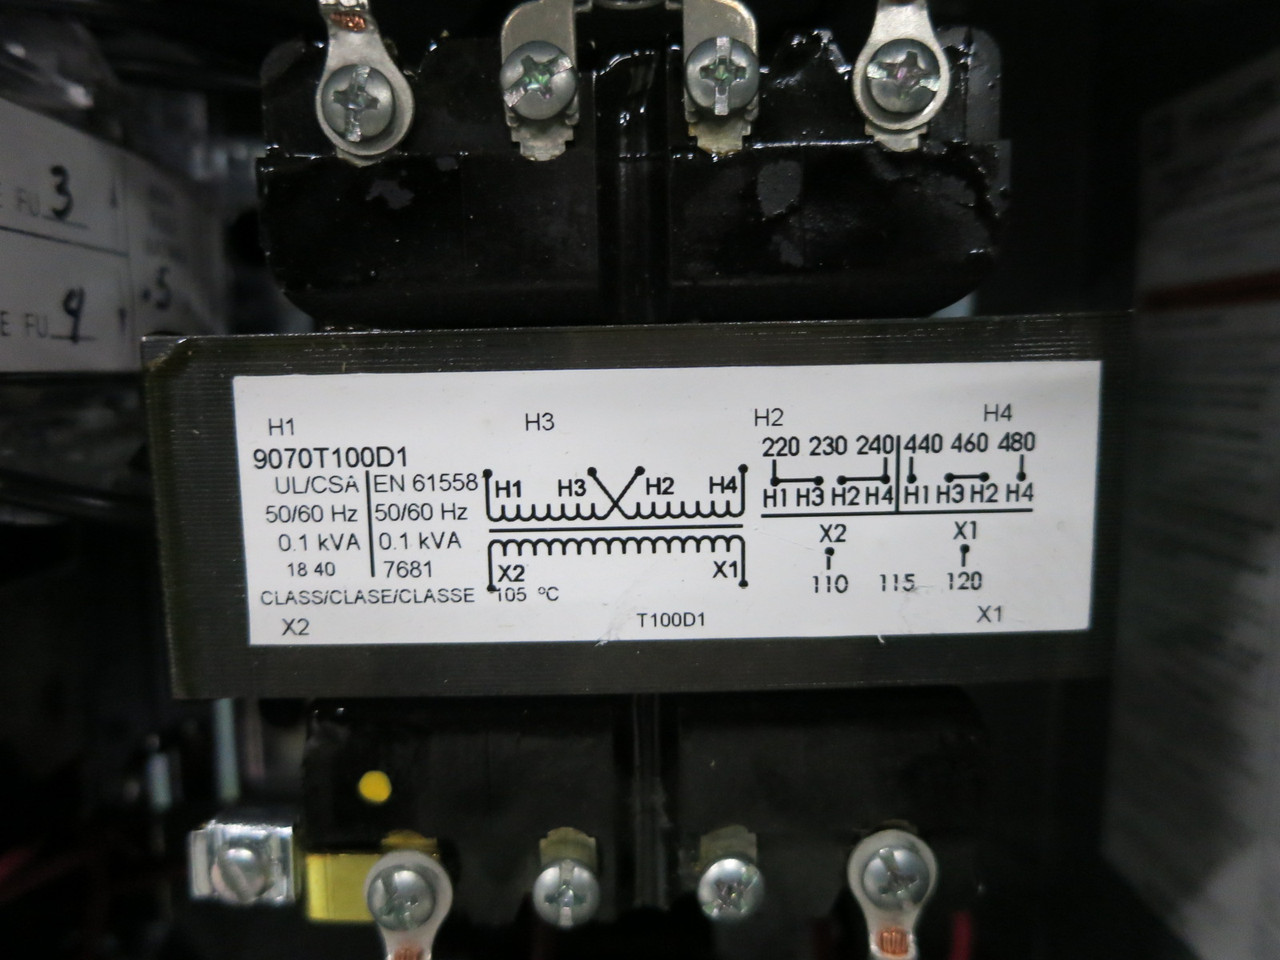 FU 3
E FU 4
.5
H1 H3 H2 H4
9070T100D1 220 230 240 440 460 480
UL/CSA EN 61558 H1 H3 H2 H4 H1 H3 H2 H4 H1 H3 H2 H4
50/60 Hz 50/60 Hz
0.1 kVA 0.1 kVA X2 X1
18 40 7681 X2 X1 110 115 120
CLASS/CLASE/CLASSE 105 °C
X2 T100D1 X1